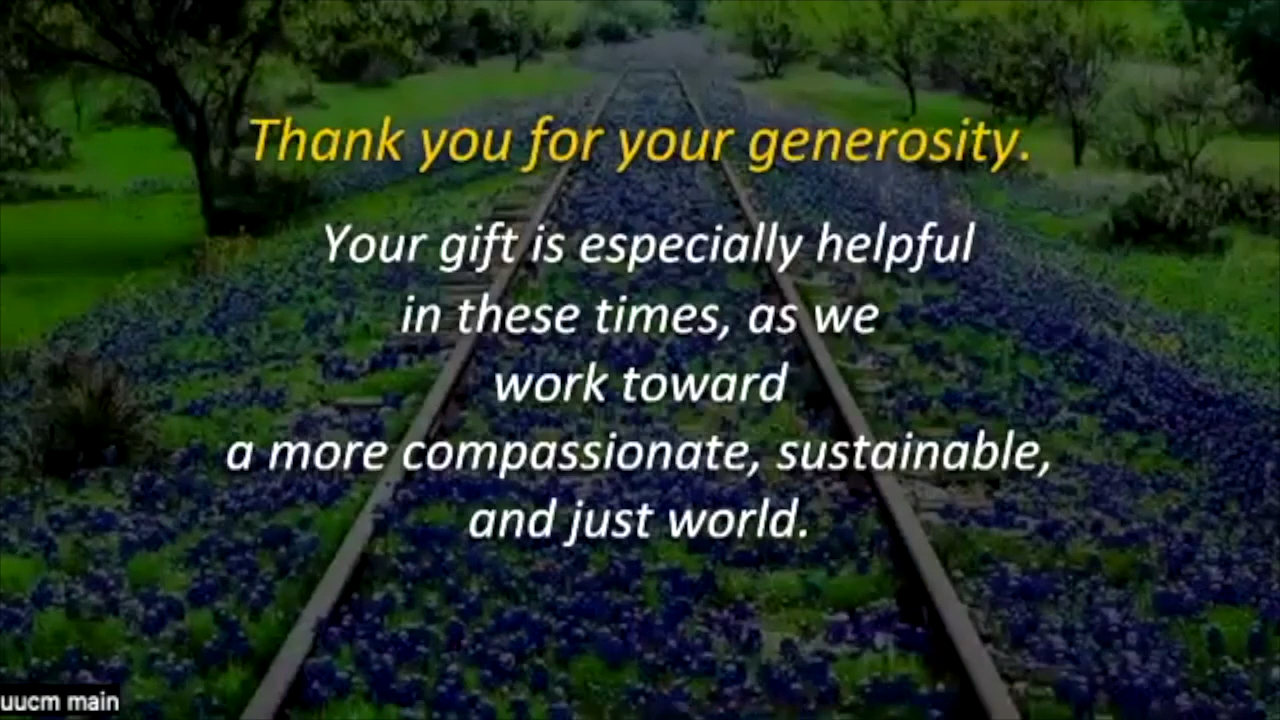 Thank you for your generosity.
Your gift is especially helpful
in these times, as we
work toward
a more compassionate, sustainable,
and just world.
uucm main